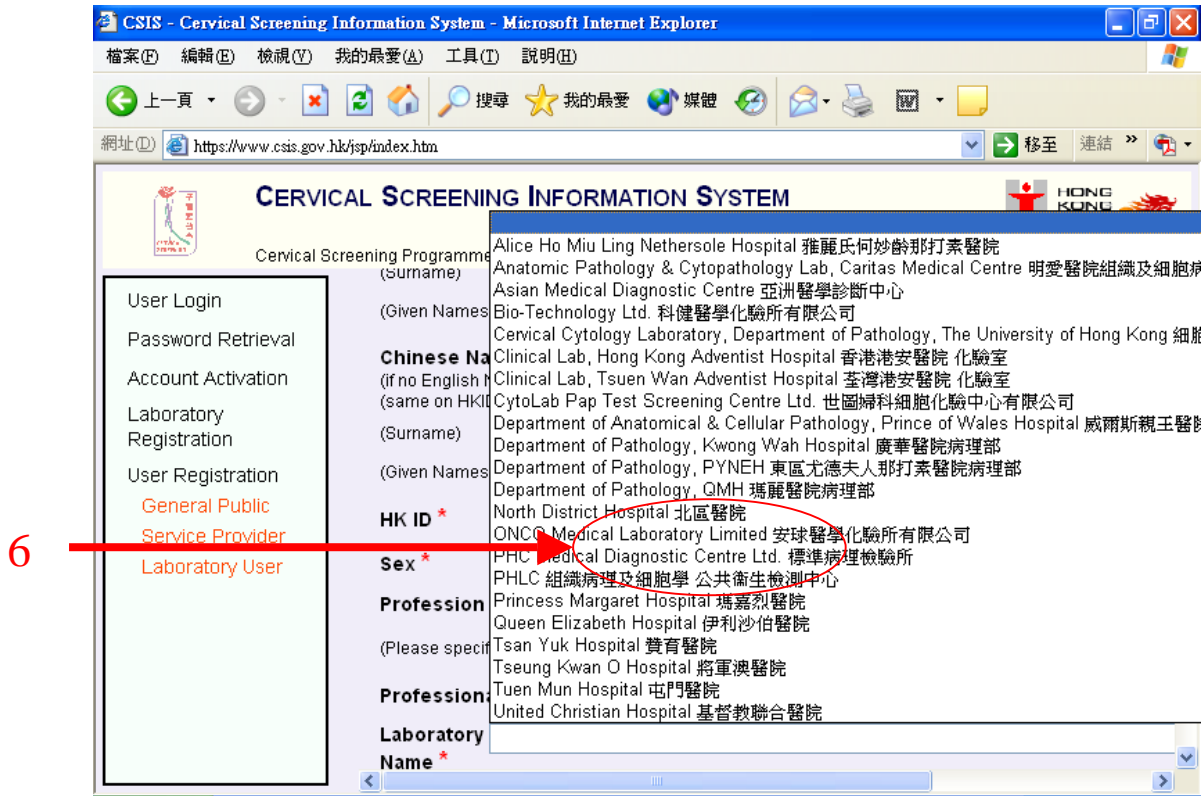 CSIS - Cervical Screening Information System - Microsoft Internet Explorer
檔案(F) 編輯(E) 檢視(V) 我的最愛(A) 工具(T) 說明(H)
上一頁 搜尋 我的最愛 媒體
網址(D) https://www.csis.gov.hk/jsp/index.htm 移至 連結 »
CERVICAL SCREENING INFORMATION SYSTEM
HONG
KONG
Cervical Screening Programme
User Login
Password Retrieval
Account Activation
Laboratory
Registration
User Registration
General Public
Service Provider
Laboratory User
6
(Surname)
(Given Names
Chinese Na
(if no English
(same on HKI
(Surname)
(Given Names
HK ID *
Sex *
Profession
(Please specif
Profession
Laboratory
Name *
Alice Ho Miu Ling Nethersole Hospital 雅麗氏何妙齡那打素醫院
Anatomic Pathology & Cytopathology Lab, Caritas Medical Centre 明愛醫院組織及細胞病
Asian Medical Diagnostic Centre 亞洲醫學診斷中心
Bio-Technology Ltd. 科健醫學化驗所有限公司
Cervical Cytology Laboratory, Department of Pathology, The University of Hong Kong 細胞
Clinical Lab, Hong Kong Adventist Hospital 香港港安醫院 化驗室
Clinical Lab, Tsuen Wan Adventist Hospital 荃灣港安醫院 化驗室
CytoLab Pap Test Screening Centre Ltd. 世圖婦科細胞化驗中心有限公司
Department of Anatomical & Cellular Pathology, Prince of Wales Hospital 威爾斯親王醫院
Department of Pathology, Kwong Wah Hospital 廣華醫院病理部
Department of Pathology, PYNEH 東區尤德夫人那打素醫院病理部
Department of Pathology, QMH 瑪麗醫院病理部
North District Hospital 北區醫院
ONCO Medical Laboratory Limited 安球醫學化驗所有限公司
PHC Medical Diagnostic Centre Ltd. 標準病理檢驗所
PHLC 組織病理及細胞學 公共衞生檢測中心
Princess Margaret Hospital 瑪嘉烈醫院
Queen Elizabeth Hospital 伊利沙伯醫院
Tsan Yuk Hospital 贊育醫院
Tseung Kwan O Hospital 將軍澳醫院
Tuen Mun Hospital 屯門醫院
United Christian Hospital 基督教聯合醫院